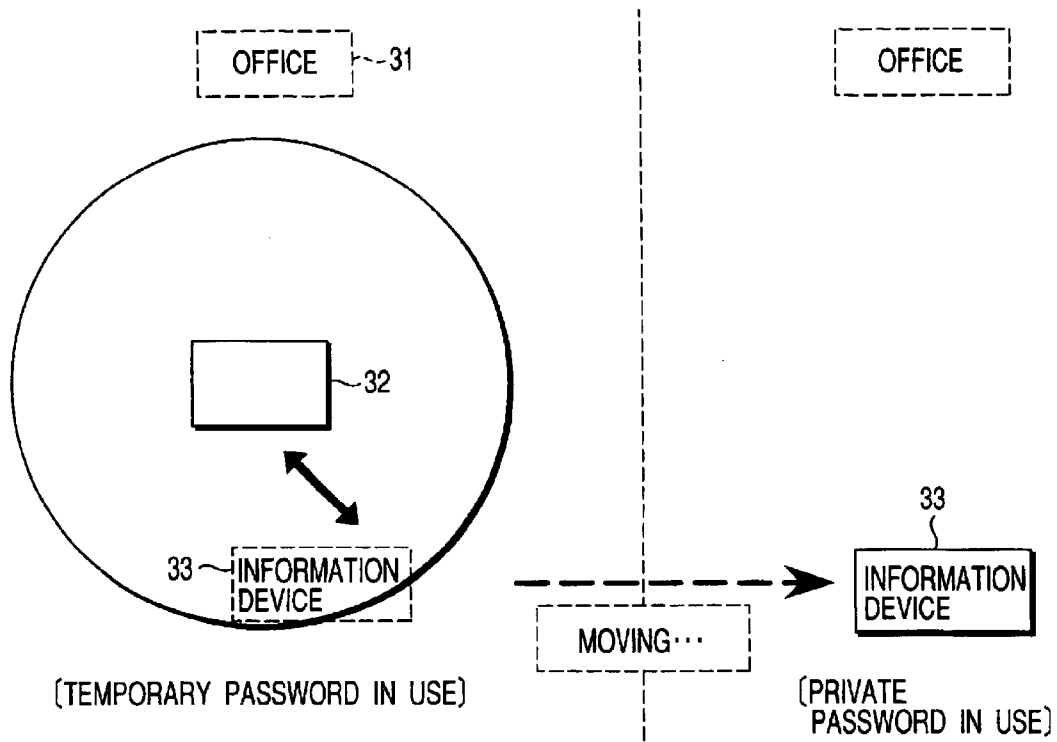 OFFICE
31
OFFICE
32
33
INFORMATION
DEVICE
33
INFORMATION
DEVICE
MOVING···
[TEMPORARY PASSWORD IN USE]
[PRIVATE
PASSWORD IN USE]